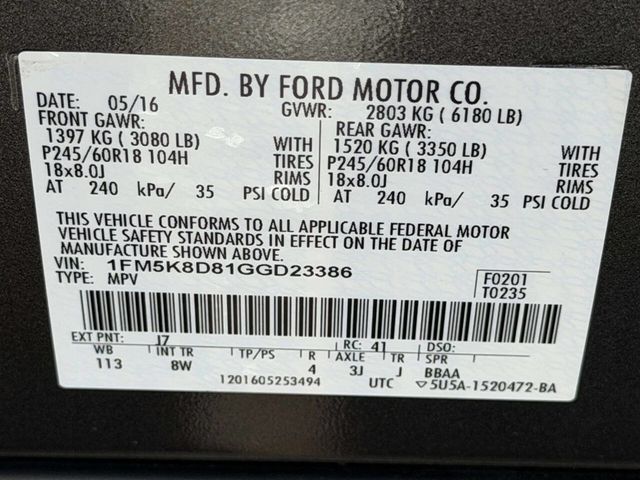 MFD. BY FORD MOTOR CO.
DATE: 05/16 GVWR: 2803 KG ( 6180 LB)
FRONT GAWR: REAR GAWR:
1397 KG ( 3080 LB) WITH 1520 KG ( 3350 LB) WITH
P245/60R18 104H TIRES P245/60R18 104H TIRES
18x8.0J RIMS 18x8.0J RIMS
AT 240 kPa/ 35 PSI COLD AT 240 kPa/ 35 PSI COLD
THIS VEHICLE CONFORMS TO ALL APPLICABLE FEDERAL MOTOR
VEHICLE SAFETY STANDARDS IN EFFECT ON THE DATE OF
MANUFACTURE SHOWN ABOVE.
VIN: 1FM5K8D81GGD23386 F0201
TYPE: MPV T0235
EXT PNT: J7 RC: 41 DSO:
WB INT TR TP/PS R AXLE TR SPR
113 8W 4 3J J BBAA
1201605253494 UTC ▽5U5A-1520472-BA